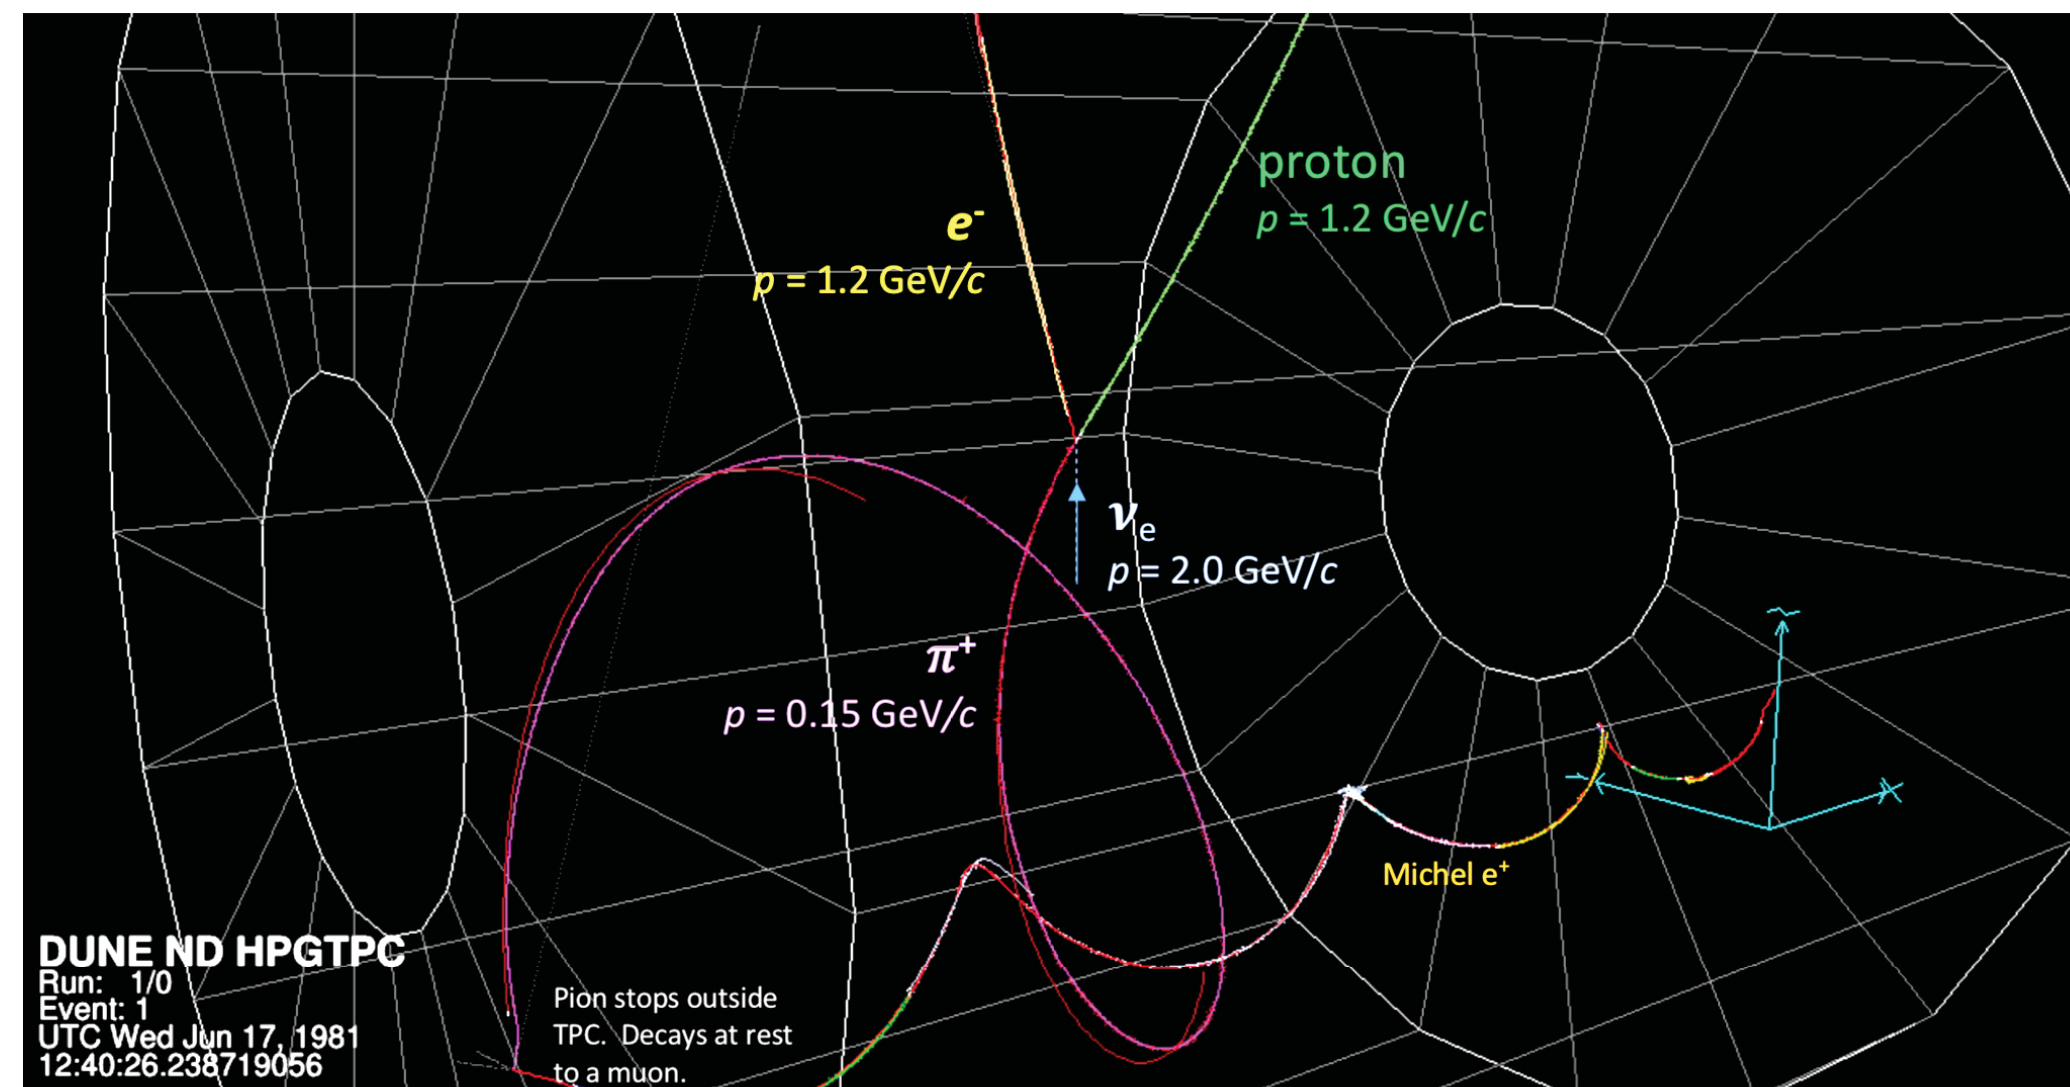 proton
p = 1.2 GeV/c
e-
p = 1.2 GeV/c
νe
p = 2.0 GeV/c
π+
p = 0.15 GeV/c
Michel e+
DUNE ND HPGTPC
Run: 1/0
Event: 1
UTC Wed Jun 17, 1981
12:40:26.238719056
Pion stops outside
TPC. Decays at rest
to a muon.